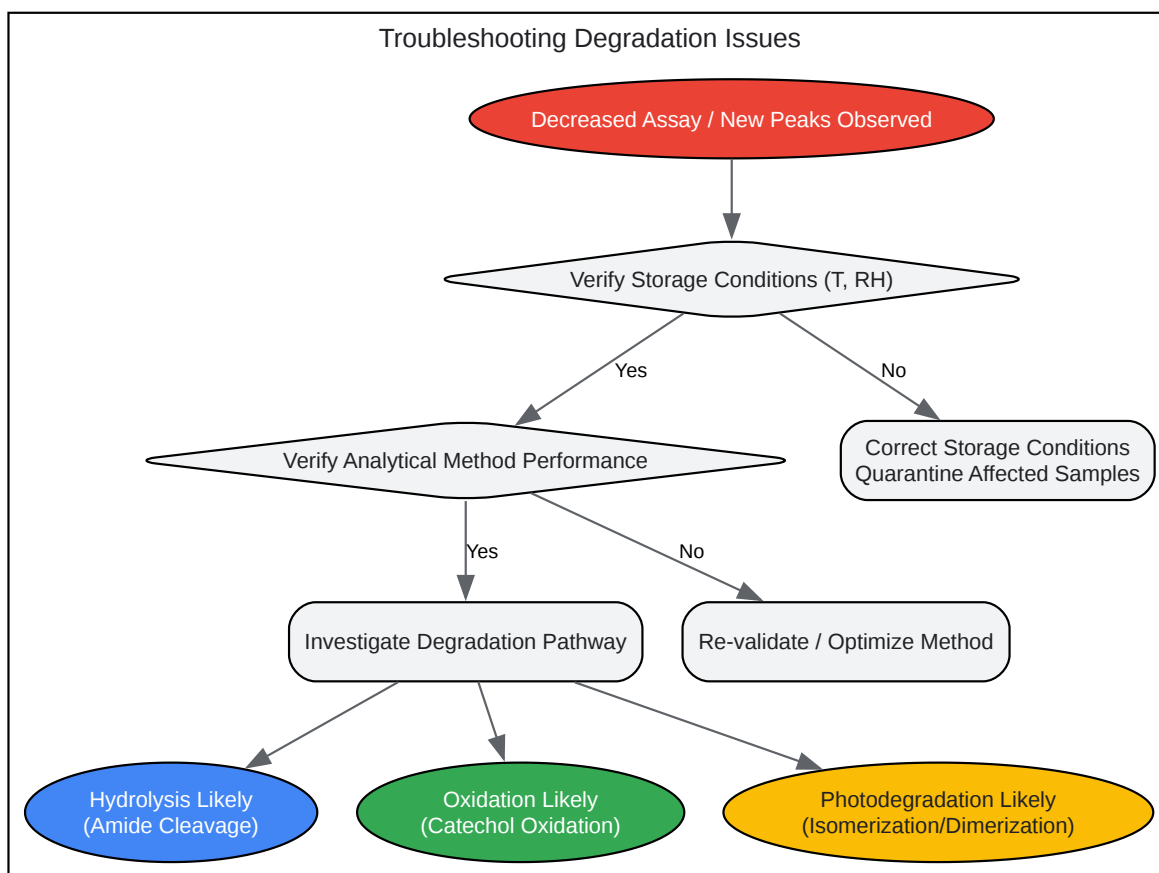 Troubleshooting Degradation Issues
Decreased Assay / New Peaks Observed
Verify Storage Conditions (T, RH)
Yes
No
Correct Storage Conditions
Quarantine Affected Samples
Verify Analytical Method Performance
Yes
No
Investigate Degradation Pathway
Re-validate / Optimize Method
Hydrolysis Likely
(Amide Cleavage)
Oxidation Likely
(Catechol Oxidation)
Photodegradation Likely
(Isomerization/Dimerization)